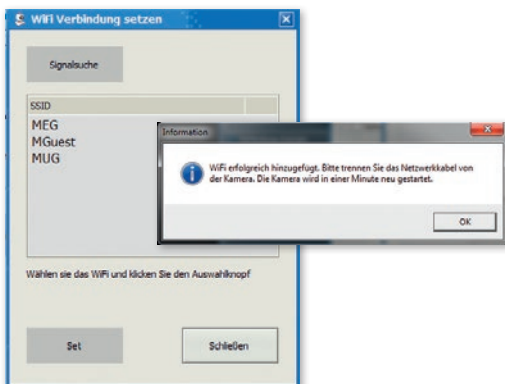 WiFi Verbindung setzen
Signalsuche
SSID
MEG
MGuest
MUG
Information
WiFi erfolgreich hinzugefügt. Bitte trennen Sie das Netzwerkkabel von
der Kamera. Die Kamera wird in einer Minute neu gestartet.
OK
Wählen sie das WiFi und klicken Sie den Auswahlknopf
Set
Schließen